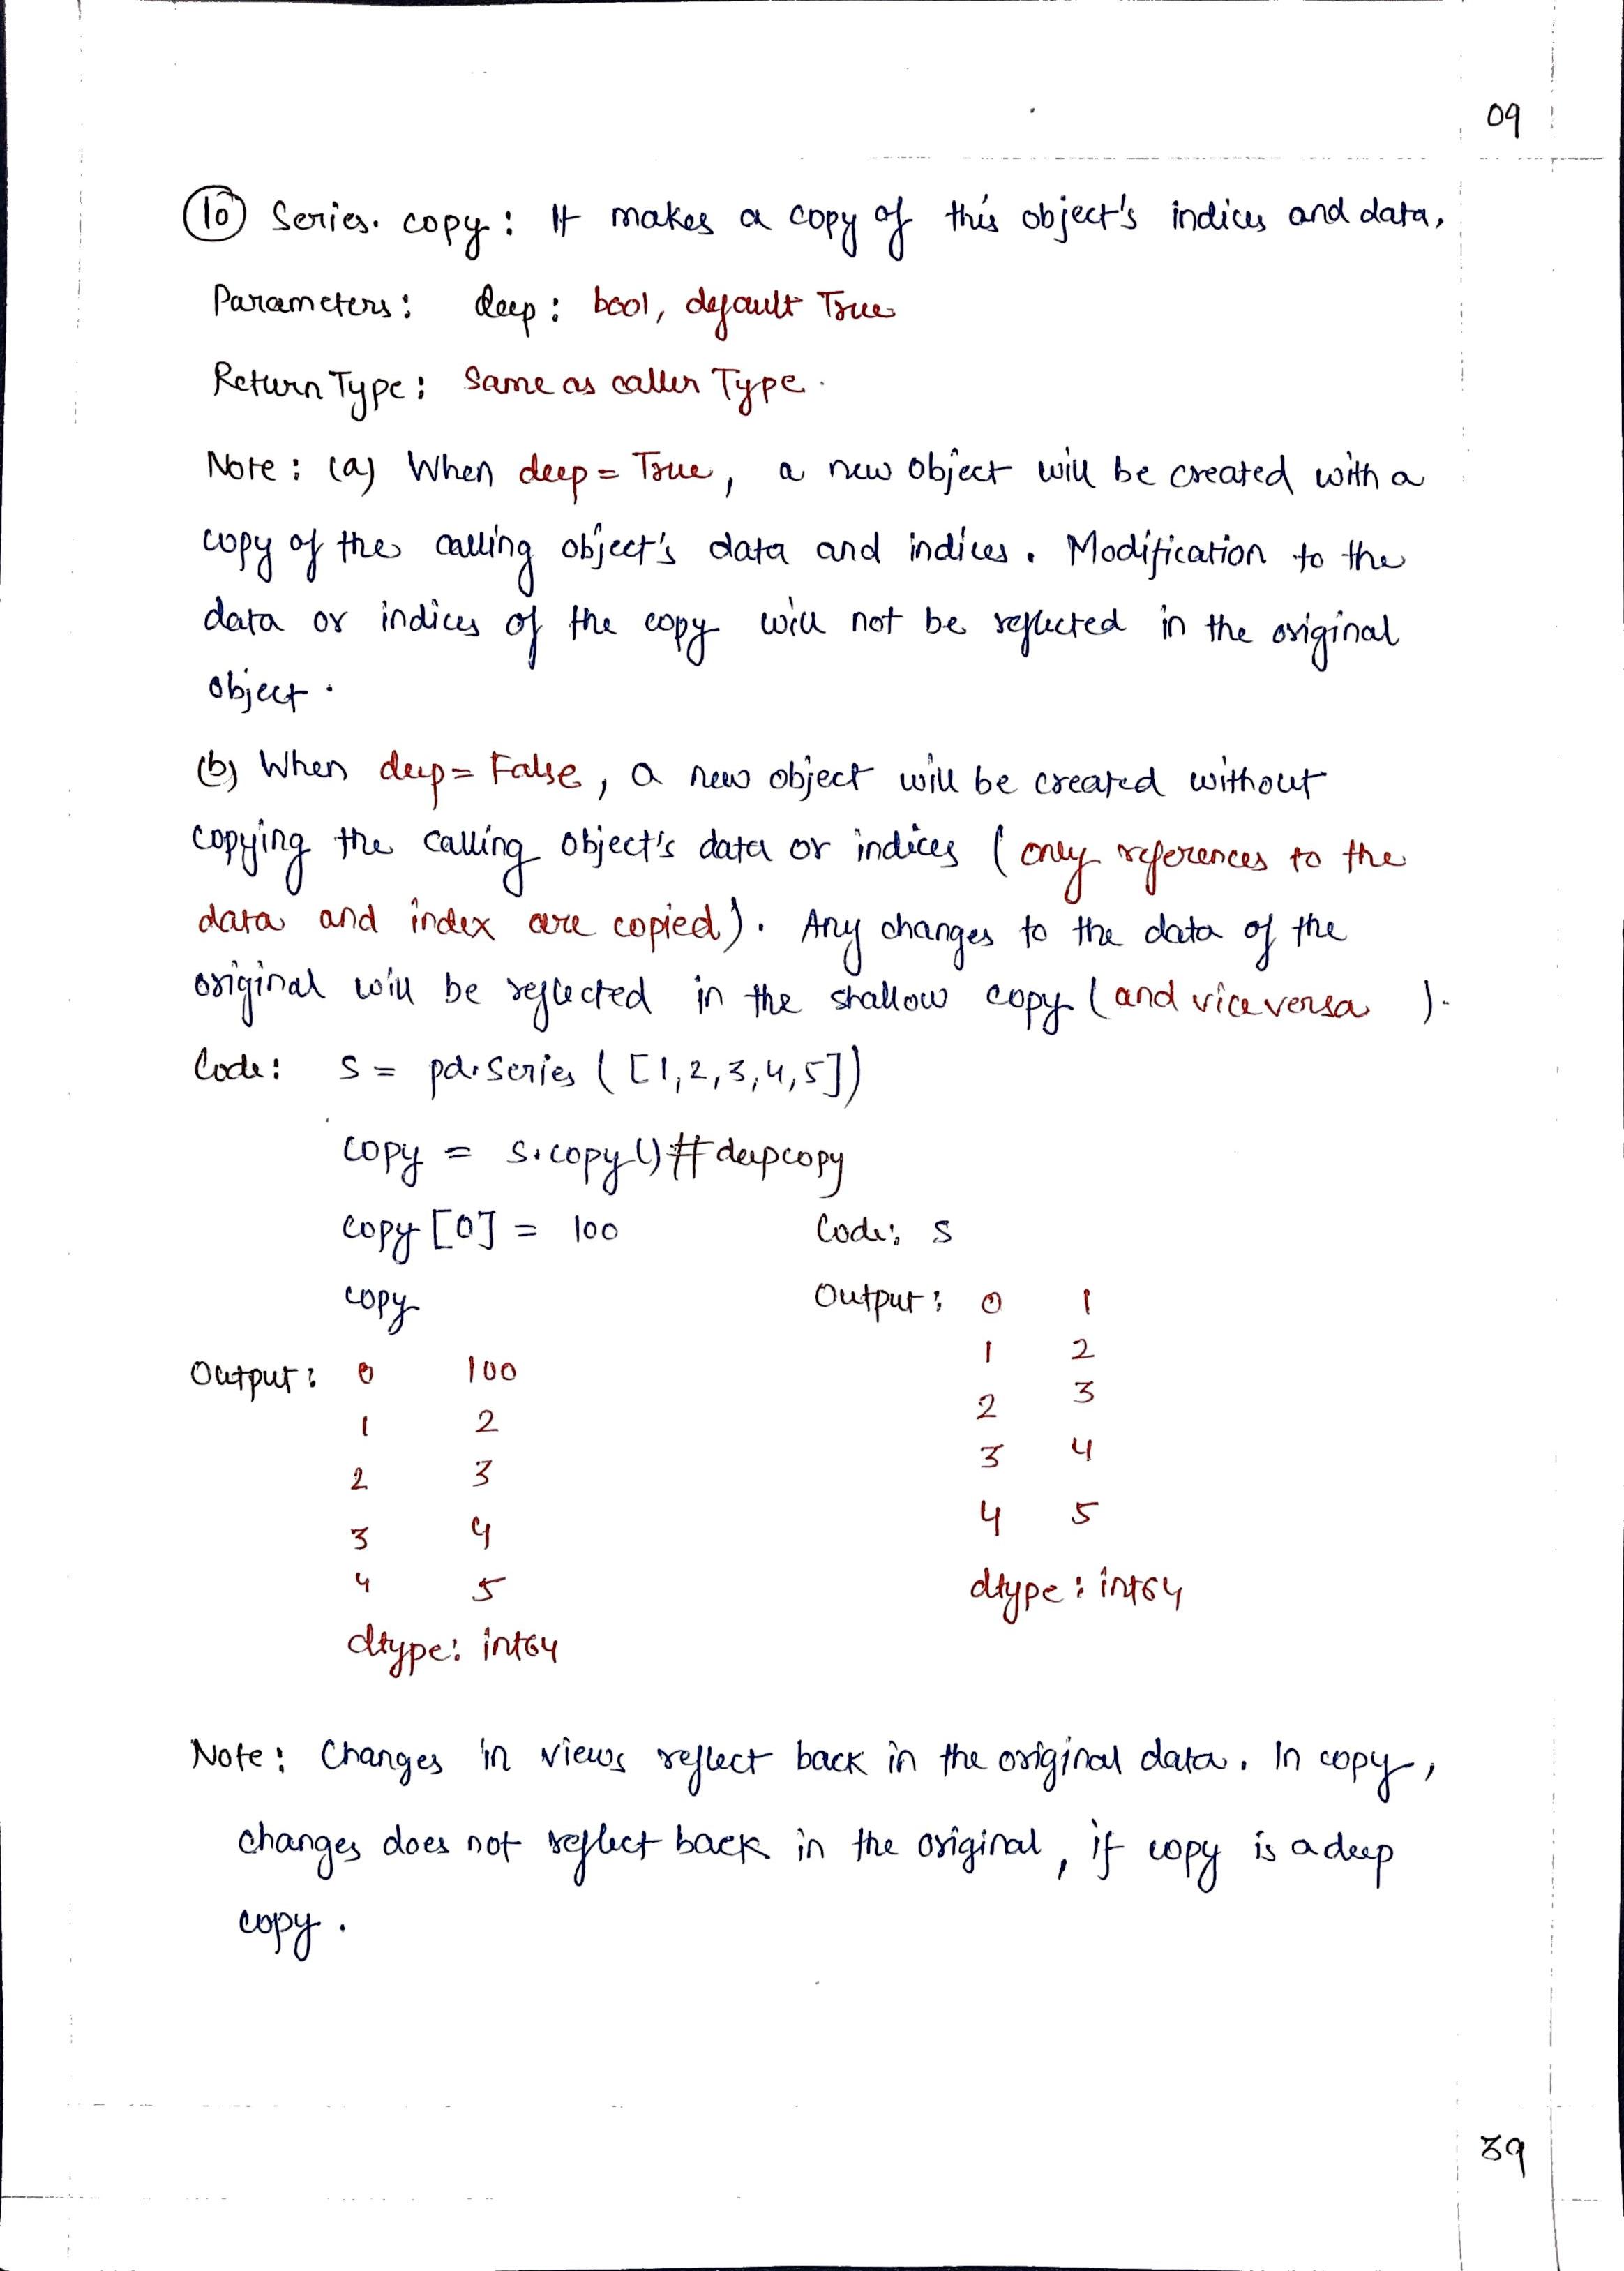 09
10 Series. copy : It makes a copy of this object's indices and data,
Parameters : deep : bool, default True
Return Type : Same as caller Type.
Note : (a) When deep = True, a new object will be created with a
copy of the calling object's data and indices. Modification to the
data or indices of the copy will not be reflected in the original
object.
(b) When deep = False, a new object will be created without
copying the calling object's data or indices (only references to the
data and index are copied). Any changes to the data of the
original will be reflected in the shallow copy (and vice versa ).
Code : S = pd.Series ( [1,2,3,4,5])
copy = S.copy() # deepcopy
copy [0] = 100
copy
Output : 0 100
1 2
2 3
3 4
4 5
dtype : int64
Code : S
Output : 0 1
1 2
2 3
3 4
4 5
dtype : int64
Note : Changes in views reflect back in the original data. In copy,
changes does not reflect back in the original, if copy is a deep
copy.
39